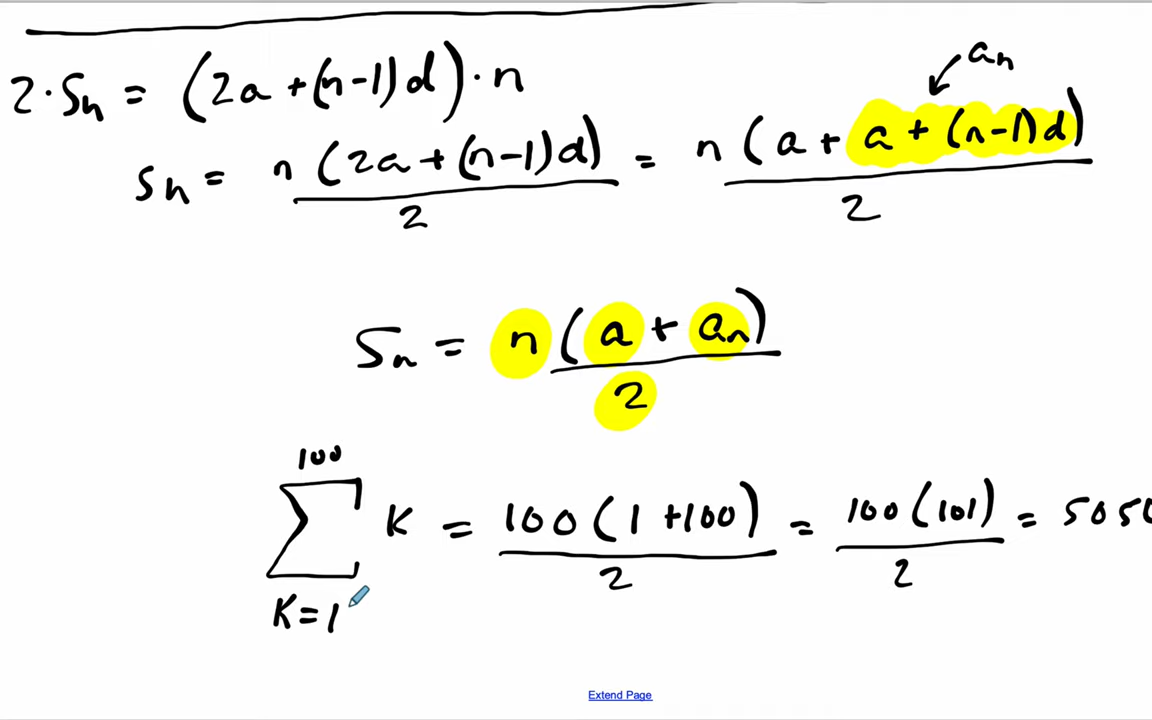 2·Sn = (2a+(n-1)d)·n
an
Sn = n(2a+(n-1)d)/2 = n(a+a+(n-1)d)/2
Sn = n(a+an)/2
100
∑ K = 100(1+100)/2 = 100(101)/2 = 5050
K=1
Extend Page